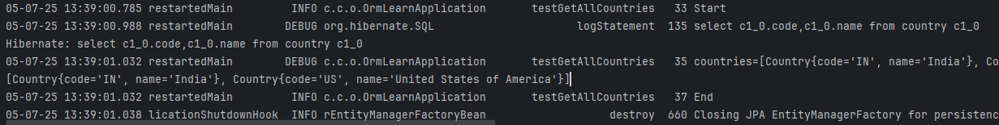 05-07-25 13:39:00.785 restartedMain        INFO c.c.o.OrmLearnApplication       testGetAllCountries   33 Start
05-07-25 13:39:00.988 restartedMain       DEBUG org.hibernate.SQL                      logStatement  135 select c1_0.code,c1_0.name from country c1_0
Hibernate: select c1_0.code,c1_0.name from country c1_0
05-07-25 13:39:01.032 restartedMain       DEBUG c.c.o.OrmLearnApplication       testGetAllCountries   35 countries=[Country{code='IN', name='India'}, Co
[Country{code='IN', name='India'}, Country{code='US', name='United States of America'}]
05-07-25 13:39:01.032 restartedMain        INFO c.c.o.OrmLearnApplication       testGetAllCountries   37 End
05-07-25 13:39:01.038 licationShutdownHook  INFO rEntityManagerFactoryBean                   destroy  660 Closing JPA EntityManagerFactory for persisten